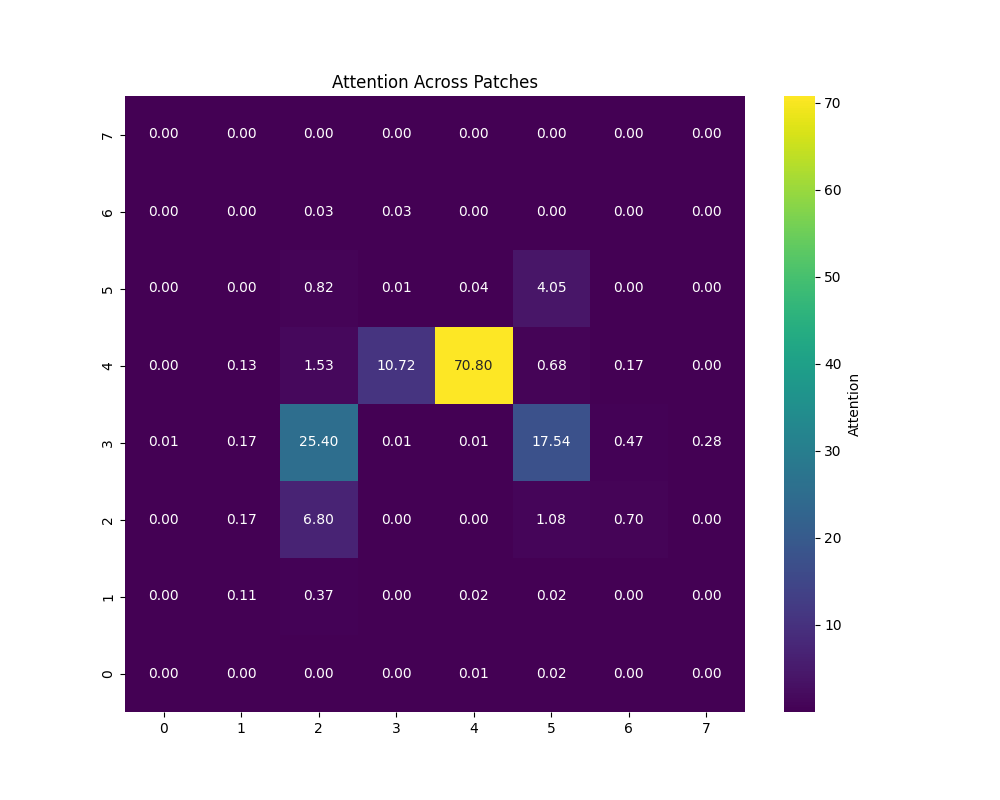 Attention Across Patches
7 0.00 0.00 0.00 0.00 0.00 0.00 0.00 0.00
6 0.00 0.00 0.03 0.03 0.00 0.00 0.00 0.00
5 0.00 0.00 0.82 0.01 0.04 4.05 0.00 0.00
4 0.00 0.13 1.53 10.72 70.80 0.68 0.17 0.00
3 0.01 0.17 25.40 0.01 0.01 17.54 0.47 0.28
2 0.00 0.17 6.80 0.00 0.00 1.08 0.70 0.00
1 0.00 0.11 0.37 0.00 0.02 0.02 0.00 0.00
0 0.00 0.00 0.00 0.00 0.01 0.02 0.00 0.00
0 1 2 3 4 5 6 7
70
60
50
40
30
20
10
Attention